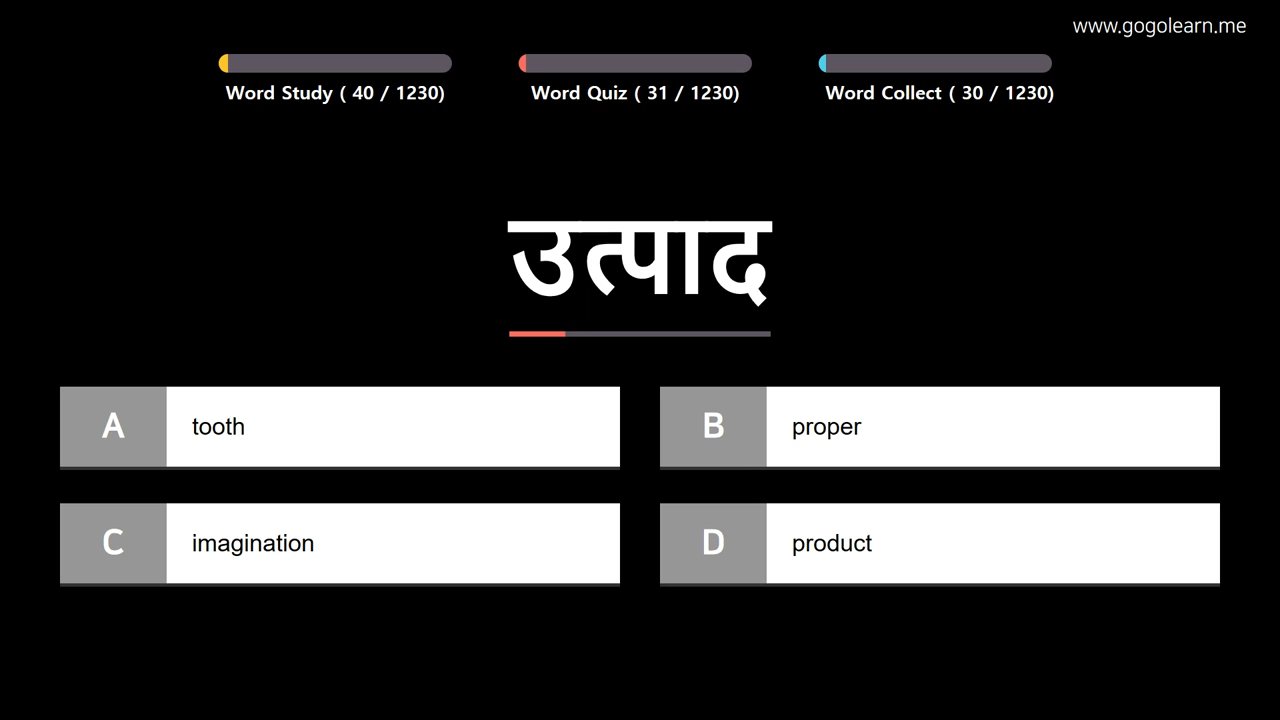 www.gogolearn.me
Word Study ( 40 / 1230)
Word Quiz ( 31 / 1230)
Word Collect ( 30 / 1230)
उत्पाद
A tooth
B proper
C imagination
D product